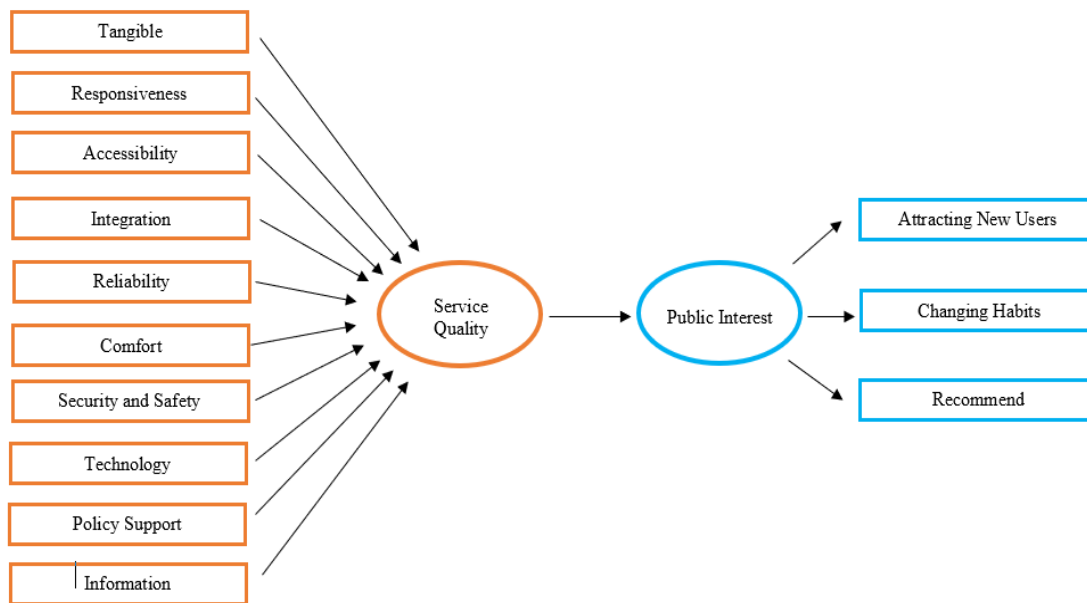 Tangible
Responsiveness
Accessibility
Integration
Reliability
Comfort
Security and Safety
Technology
Policy Support
Information
Service
Quality
Public Interest
Attracting New Users
Changing Habits
Recommend